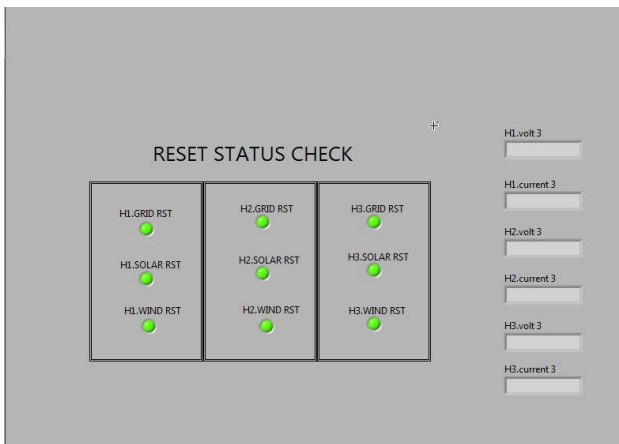 RESET STATUS CHECK
H1.GRID RST
H1.SOLAR RST
H1.WIND RST
H2.GRID RST
H2.SOLAR RST
H2.WIND RST
H3.GRID RST
H3.SOLAR RST
H3.WIND RST
H1.volt 3
H1.current 3
H2.volt 3
H2.current 3
H3.volt 3
H3.current 3